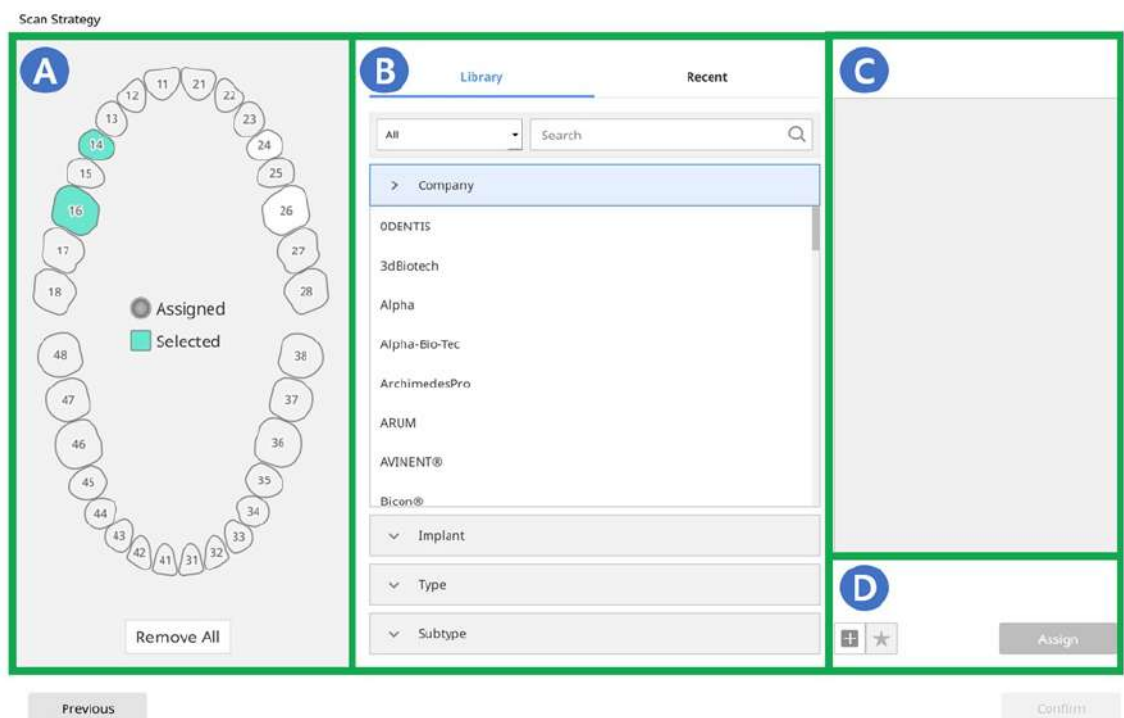 Scan Strategy
A
11 21
12 22
13 23
14 24
15 25
16 26
17 27
18 28
Assigned
Selected
48 38
47 37
46 36
45 35
44 34
43 33
42 41 31 32
Remove All
B
Library Recent
All Search
Company
ODENTIS
3dBiotech
Alpha
Alpha-Bio-Tec
ArchimedesPro
ARUM
AVINENT®
Bicon®
Implant
Type
Subtype
C
D
Assign
Previous Confirm